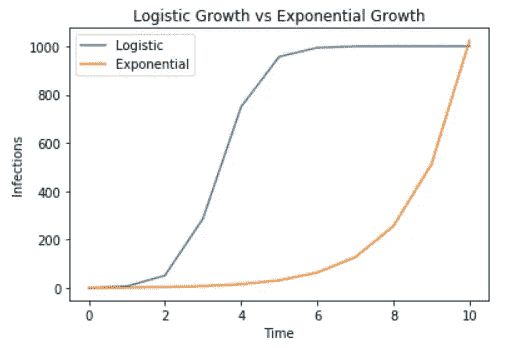 Logistic Growth vs Exponential Growth
Logistic
Exponential
1000
800
600
400
200
0
Infections
0 2 4 6 8 10
Time